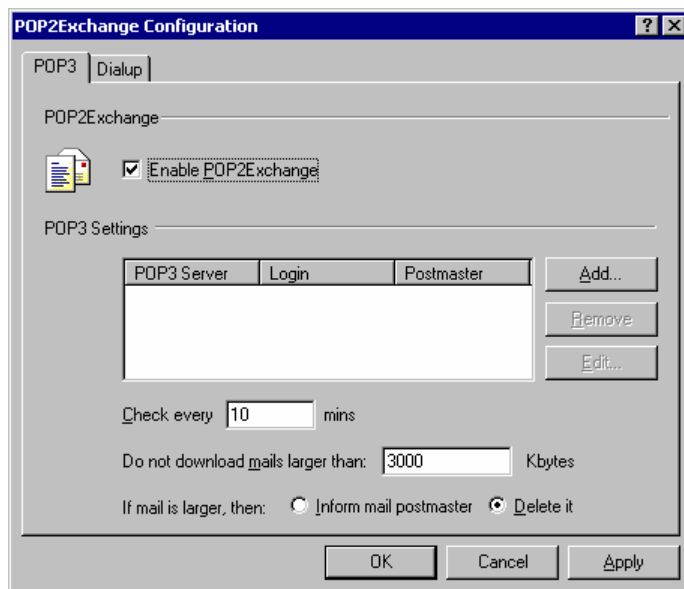 POP2Exchange Configuration
POP3 Dialup
POP2Exchange
Enable POP2Exchange
POP3 Settings
POP3 Server Login Postmaster Add...
Remove
Edit...
Check every 10 mins
Do not download mails larger than: 3000 Kbytes
If mail is larger, then: Inform mail postmaster Delete it
OK Cancel Apply